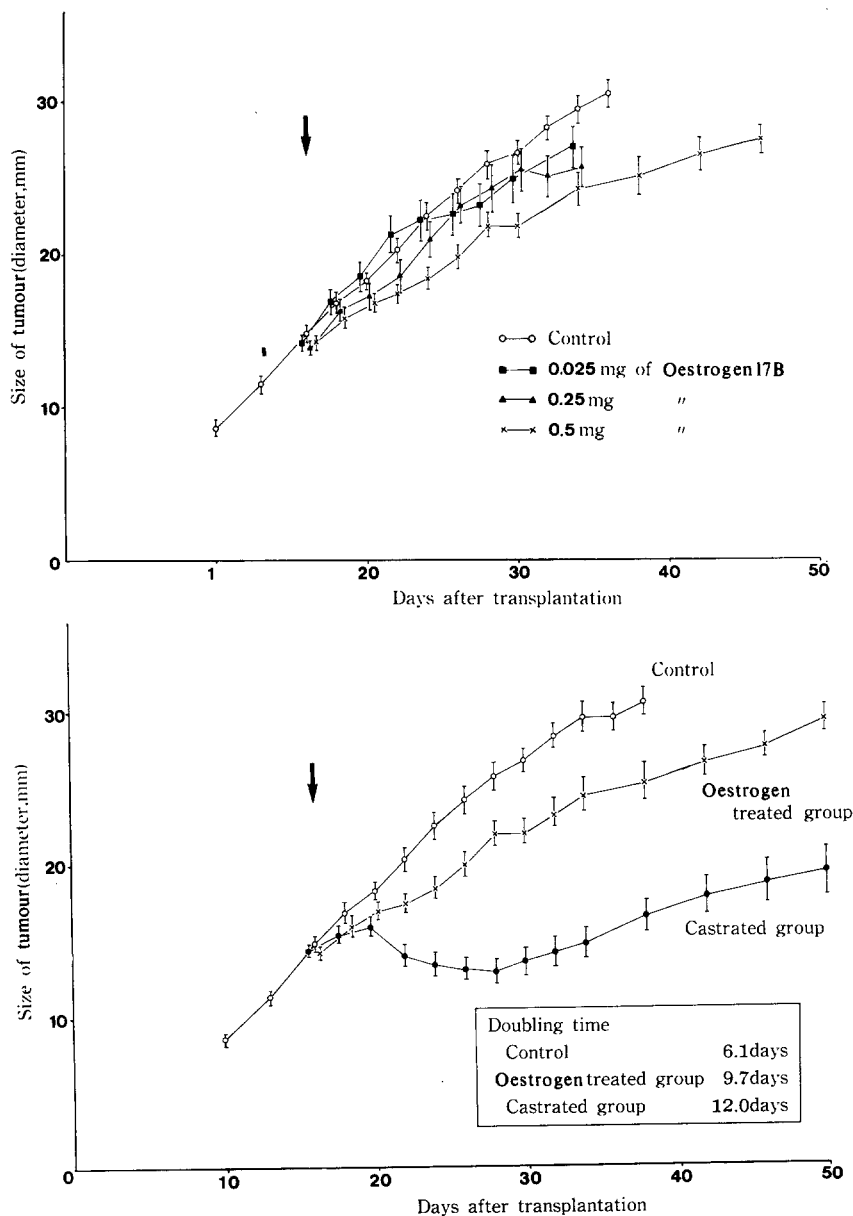 Size of tumour(diameter,mm)
30
20
10
0
Control
0.025 mg of Oestrogen 17B
0.25 mg "
0.5 mg "
1 20 30 40 50
Days after transplantation
Size of tumour(diameter,mm)
30
20
10
Control
Oestrogen
treated group
Castrated group
Doubling time
Control 6.1days
Oestrogen treated group 9.7days
Castrated group 12.0days
0 10 20 30 40 50
Days after transplantation